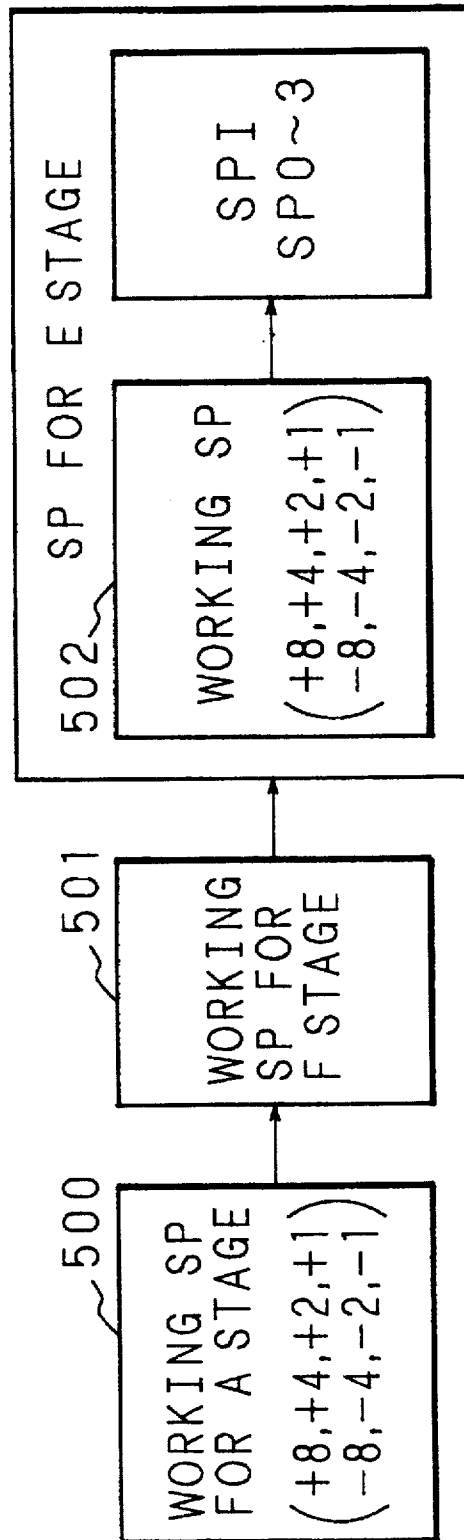 500
WORKING SP
FOR A STAGE
(+8,+4,+2,+1
-8,-4,-2,-1)
501
WORKING
SP FOR
F STAGE
SP FOR E STAGE
502
WORKING SP
(+8,+4,+2,+1
-8,-4,-2,-1)
SPI
SP0~3